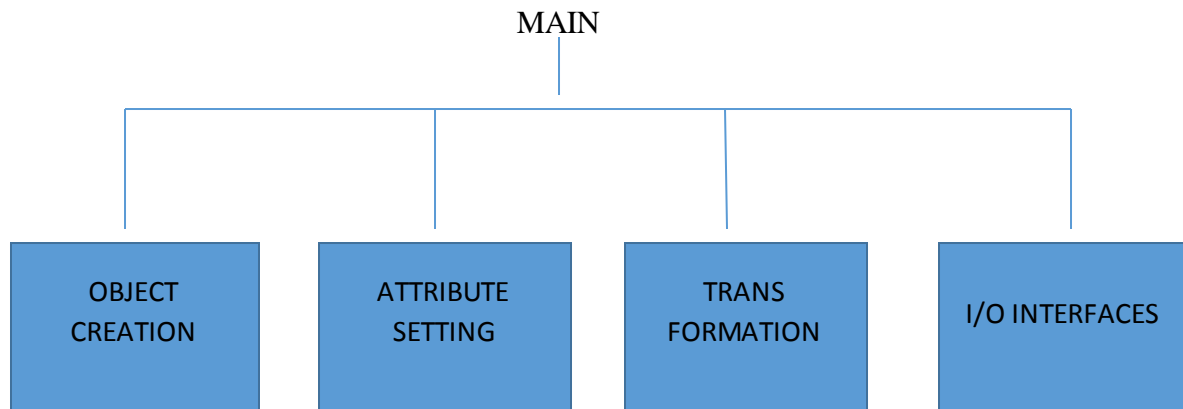 MAIN
OBJECT
CREATION
ATTRIBUTE
SETTING
TRANS
FORMATION
I/O INTERFACES